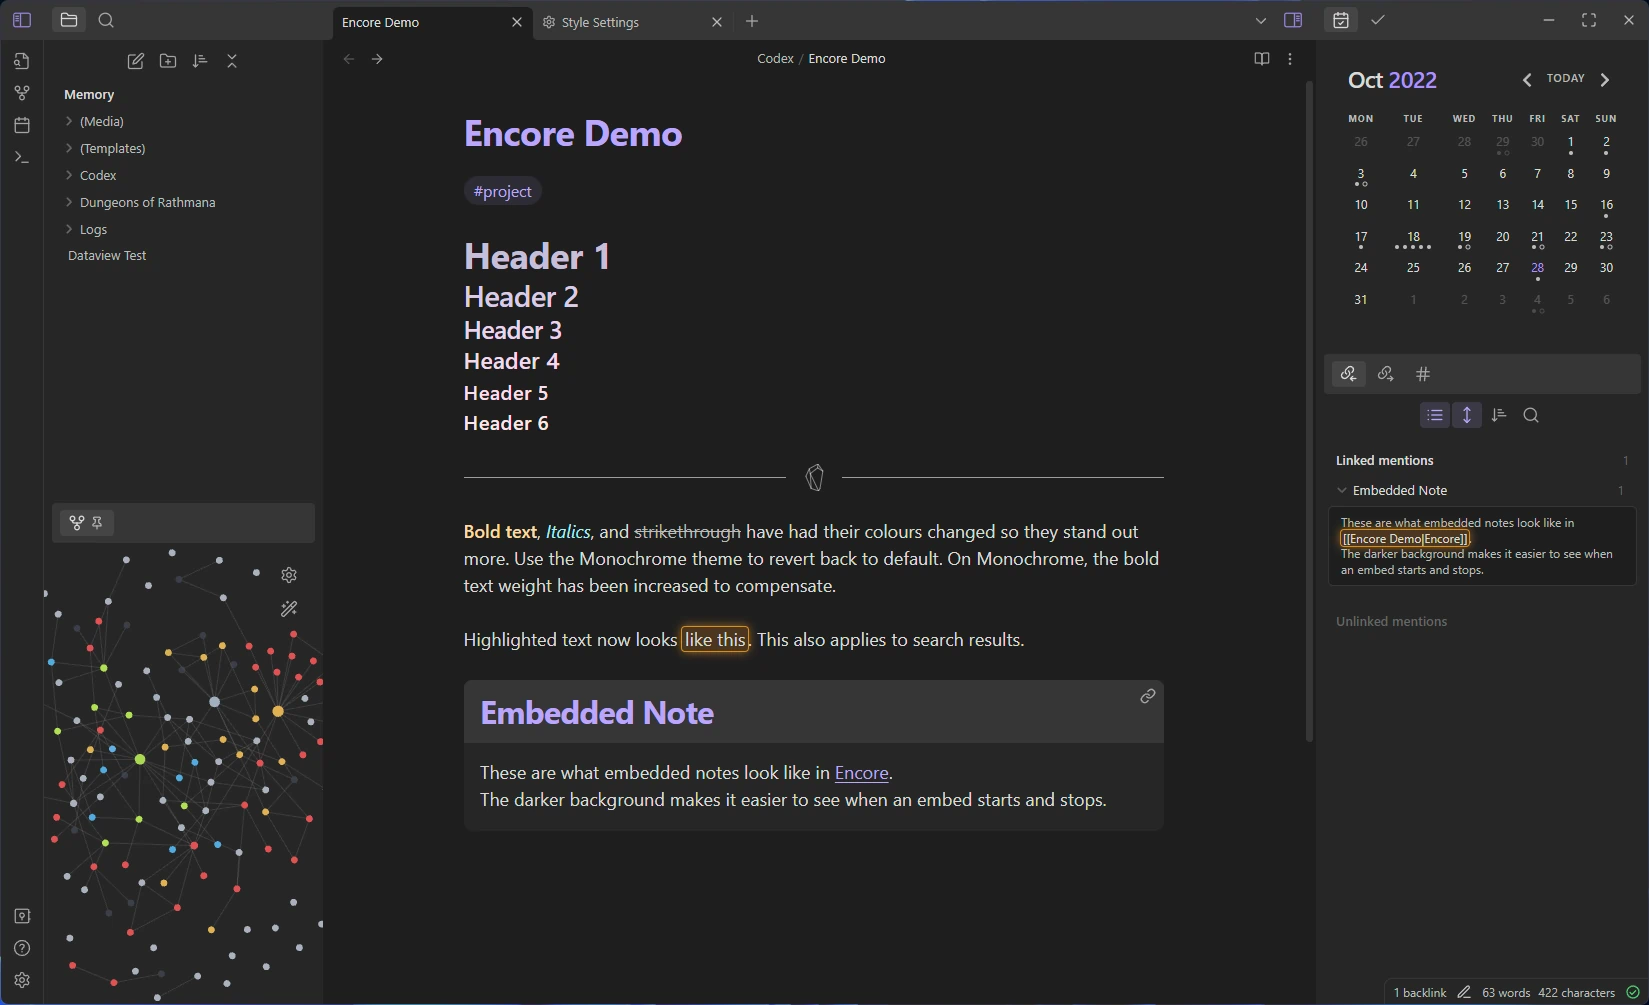 Encore Demo
Style Settings
Memory
(Media)
(Templates)
Codex
Dungeons of Rathmana
Logs
Dataview Test
Codex / Encore Demo
Encore Demo
#project
Header 1
Header 2
Header 3
Header 4
Header 5
Header 6
Bold text, Italics, and strikethrough have had their colours changed so they stand out
more. Use the Monochrome theme to revert back to default. On Monochrome, the bold
text weight has been increased to compensate.
Highlighted text now looks like this. This also applies to search results.
Embedded Note
These are what embedded notes look like in Encore.
The darker background makes it easier to see when an embed starts and stops.
Oct 2022
TODAY
MON TUE WED THU FRI SAT SUN
26 27 28 29 30 1 2
3 4 5 6 7 8 9
10 11 12 13 14 15 16
17 18 19 20 21 22 23
24 25 26 27 28 29 30
31 1 2 3 4 5 6
Linked mentions 1
Embedded Note 1
These are what embedded notes look like in
[[Encore Demo|Encore]].
The darker background makes it easier to see when
an embed starts and stops.
Unlinked mentions
1 backlink 63 words 422 characters